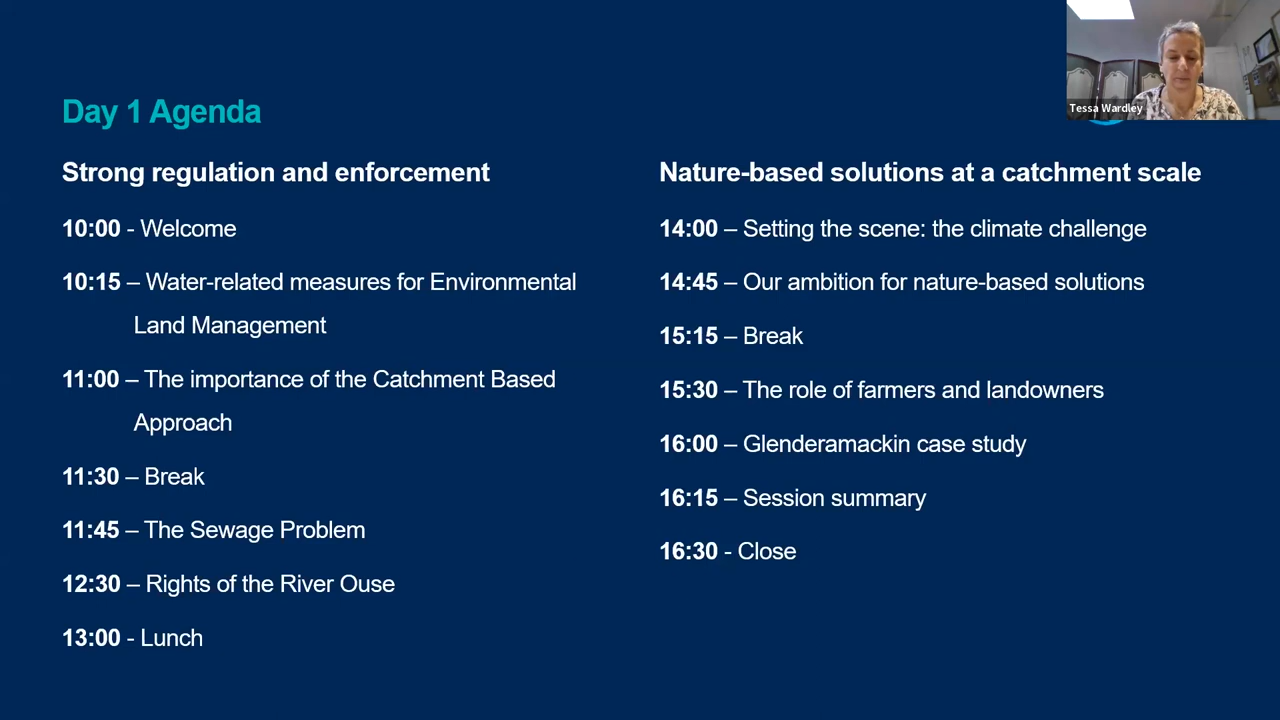 Tessa Wardley
Day 1 Agenda
Strong regulation and enforcement
10:00 - Welcome
10:15 – Water-related measures for Environmental
Land Management
11:00 – The importance of the Catchment Based
Approach
11:30 – Break
11:45 – The Sewage Problem
12:30 – Rights of the River Ouse
13:00 - Lunch
Nature-based solutions at a catchment scale
14:00 – Setting the scene: the climate challenge
14:45 – Our ambition for nature-based solutions
15:15 – Break
15:30 – The role of farmers and landowners
16:00 – Glenderamackin case study
16:15 – Session summary
16:30 - Close